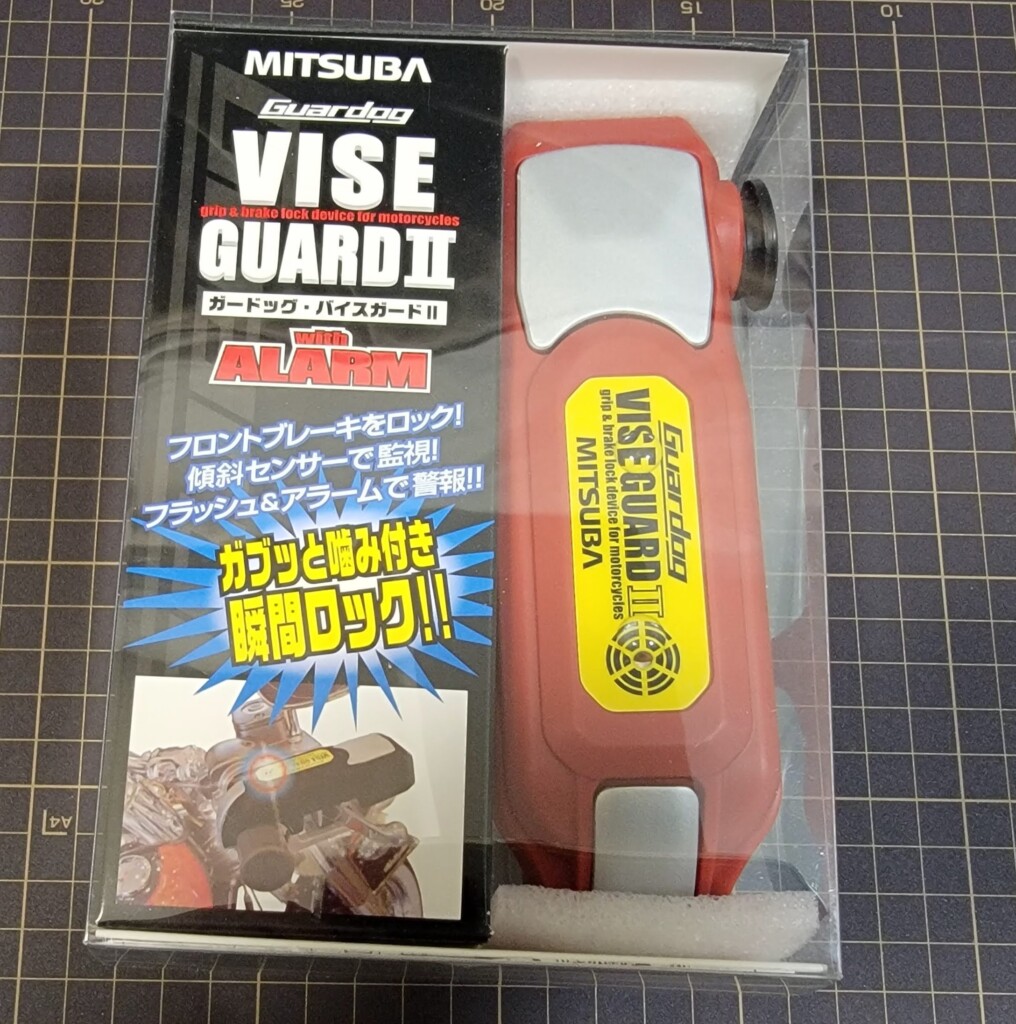 20
15
10
MITSUBA
Guardog
VISE
grip & brake lock device for motorcycles
GUARD II
ガードッグ・バイスガード II
with
ALARM
フロントブレーキをロック!
傾斜センサーで監視!
フラッシュ&アラームで警報!!
ガブッと噛み付き
瞬間ロック!!
Guardog
VISE GUARD II
grip & brake lock device for motorcycles
MITSUBA
A4